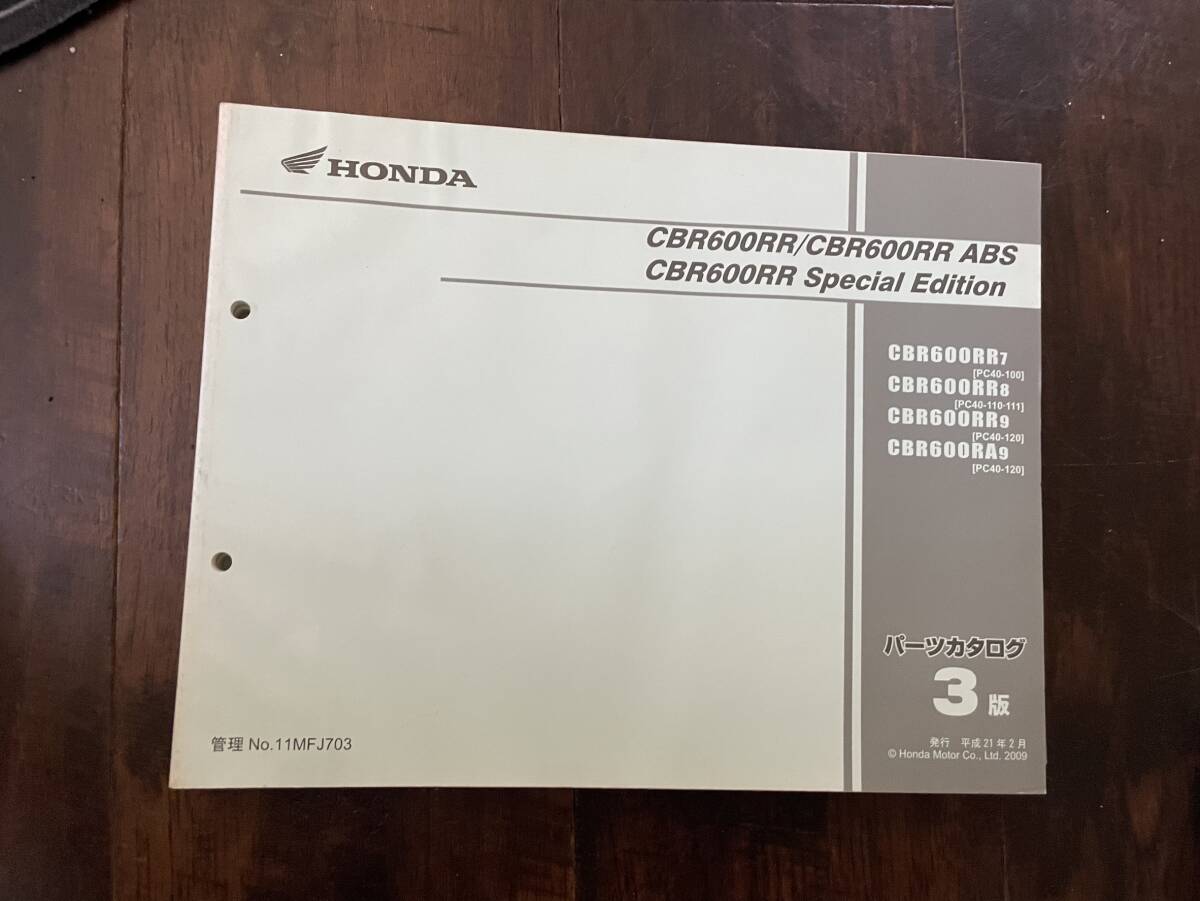 HONDA
CBR600RR/CBR600RR ABS
CBR600RR Special Edition
CBR600RR7
[PC40-100]
CBR600RR8
[PC40-110-111]
CBR600RR9
[PC40-120]
CBR600RA9
[PC40-120]
パーツカタログ
3版
発行 平成21年2月
© Honda Motor Co., Ltd. 2009
管理 No.11MFJ703